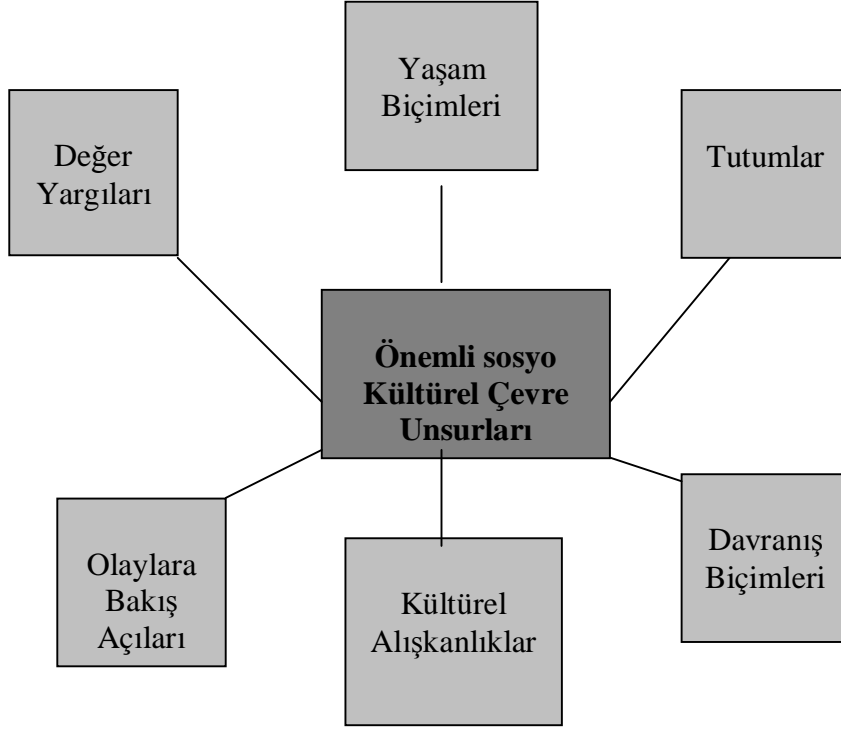 Yaşam
Biçimleri
Değer
Yargıları
Tutumlar
Önemli sosyo
Kültürel Çevre
Unsurları
Olaylara
Bakış
Açıları
Kültürel
Alışkanlıklar
Davranış
Biçimleri